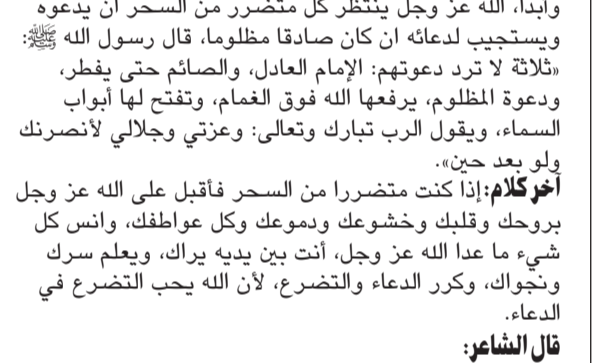 وأبدا، الله عز وجل ينتظر كل متضرر من السحر ان يدعوه
ويستجيب لدعائه ان كان صادقا مظلوما، قال رسول الله ﷺ:
«ثلاثة لا ترد دعوتهم: الإمام العادل، والصائم حتى يفطر،
ودعوة المظلوم، يرفعها الله فوق الغمام، وتفتح لها أبواب
السماء، ويقول الرب تبارك وتعالى: وعزتي وجلالي لأنصرنك
ولو بعد حين».
آخر كلام: إذا كنت متضررا من السحر فأقبل على الله عز وجل
بروحك وقلبك وخشوعك ودموعك وكل عواطفك، وانس كل
شيء ما عدا الله عز وجل، أنت بين يديه يراك، ويعلم سرك
ونجواك، وكرر الدعاء والتضرع، لأن الله يحب التضرع في
الدعاء.
قال الشاعر: